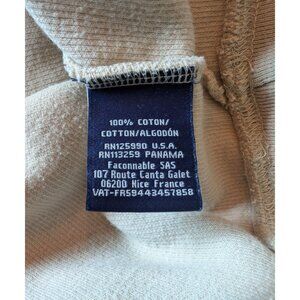 100% COTON/
COTTON/ALGODÓN
RN125990 U.S.A.
RN113259 PANAMA
Faconnable SAS
107 Route Canta Galet
06200 Nice France
VAT-FR59443457858